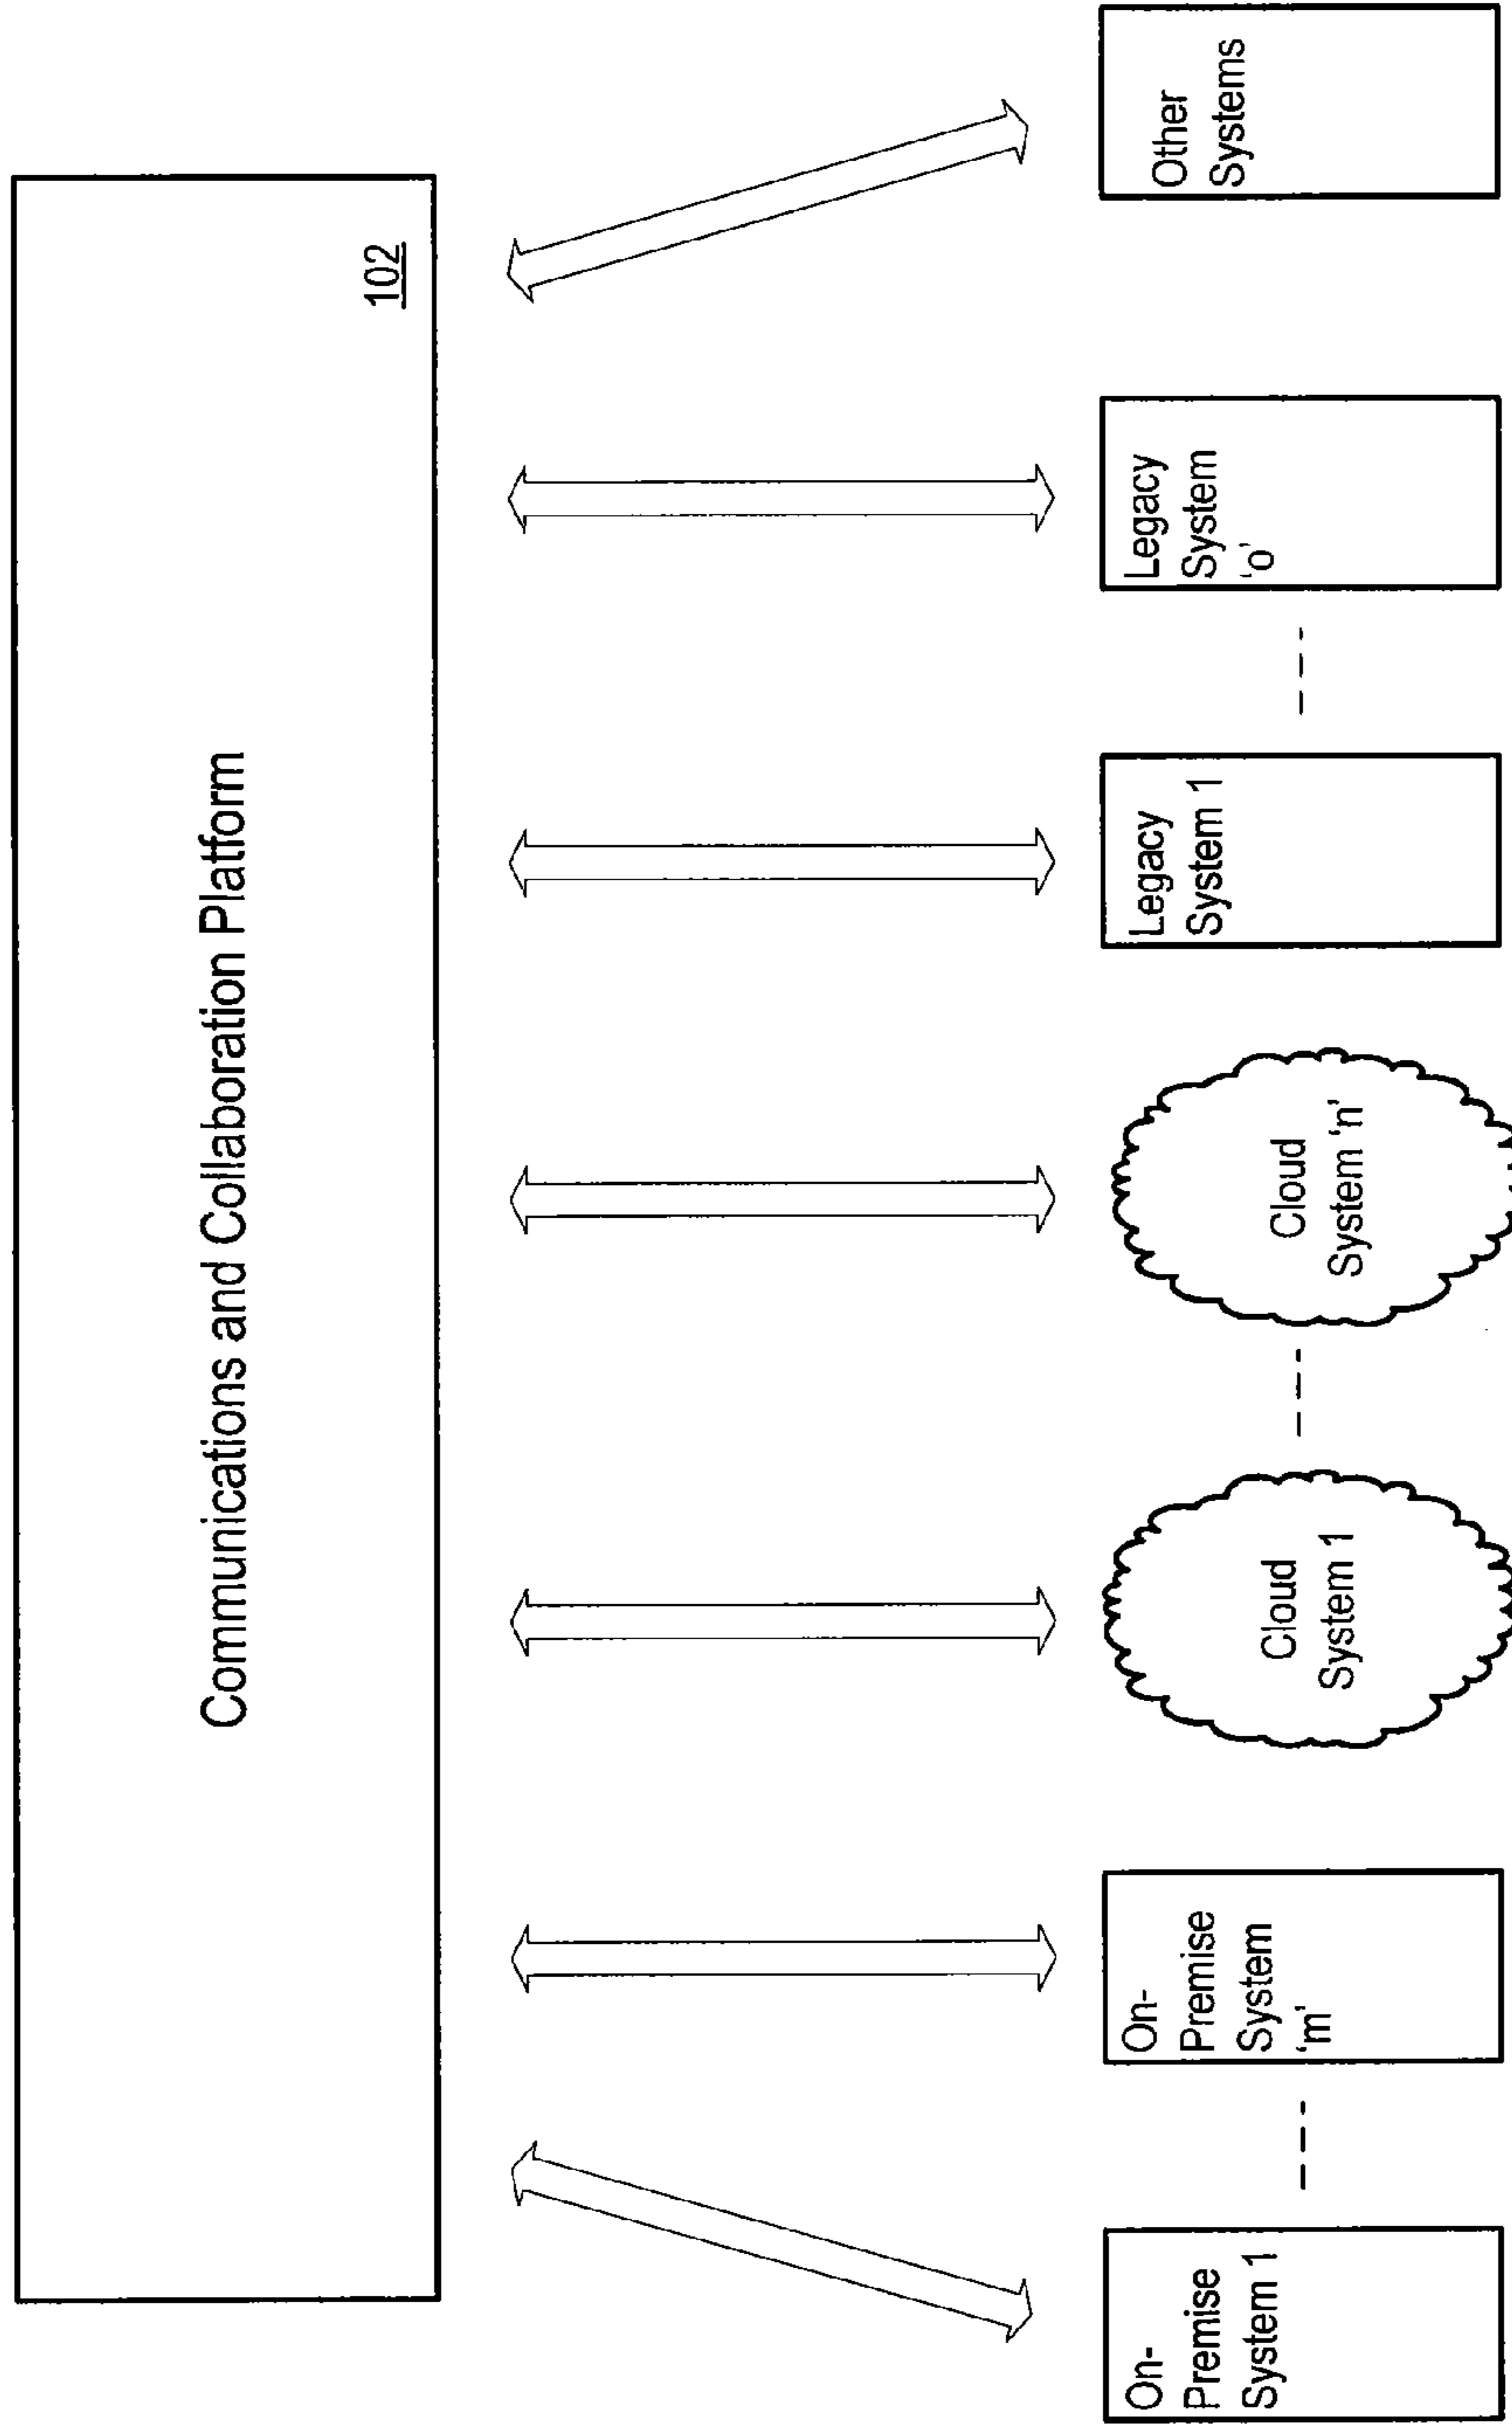 Communications and Collaboration Platform
102
On-
Premise
System 1
On-
Premise
System
'm'
Cloud
System 1
Cloud
System 'n'
Legacy
System 1
Legacy
System
'o'
Other
Systems